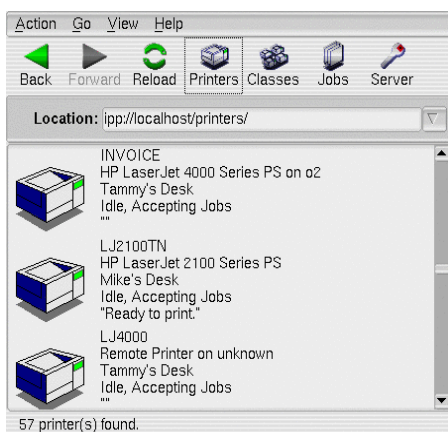 Action Go View Help
Back Forward Reload Printers Classes Jobs Server
Location: ipp://localhost/printers/
INVOICE
HP LaserJet 4000 Series PS on o2
Tammy's Desk
Idle, Accepting Jobs
""
LJ2100TN
HP LaserJet 2100 Series PS
Mike's Desk
Idle, Accepting Jobs
"Ready to print."
LJ4000
Remote Printer on unknown
Tammy's Desk
Idle, Accepting Jobs
""
57 printer(s) found.